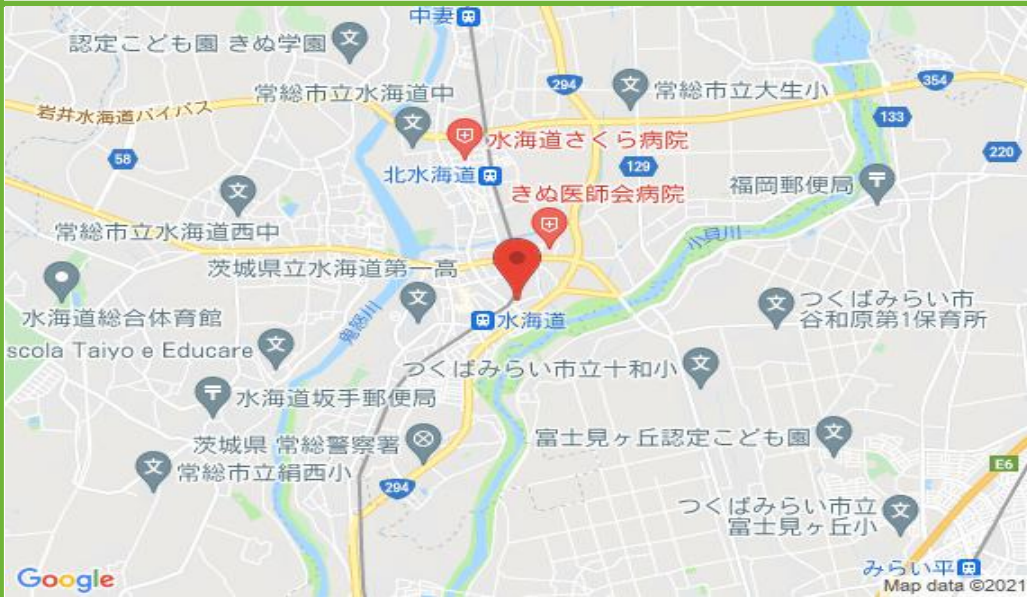 中妻
認定こども園 きぬ学園
294
354
常総市立水海道中
常総市立大生小
岩井水海道バイパス
133
水海道さくら病院
58
129
220
北水海道
きぬ医師会病院
福岡郵便局
常総市立水海道西中
小貝川
茨城県立水海道第一高
つくばみらい市
谷和原第1保育所
水海道総合体育館
水海道
鬼怒川
scola Taiyo e Educare
つくばみらい市立十和小
水海道坂手郵便局
茨城県 常総警察署
富士見ヶ丘認定こども園
常総市立絹西小
E6
294
つくばみらい市立
富士見ヶ丘小
みらい平
Google
Map data ©2021